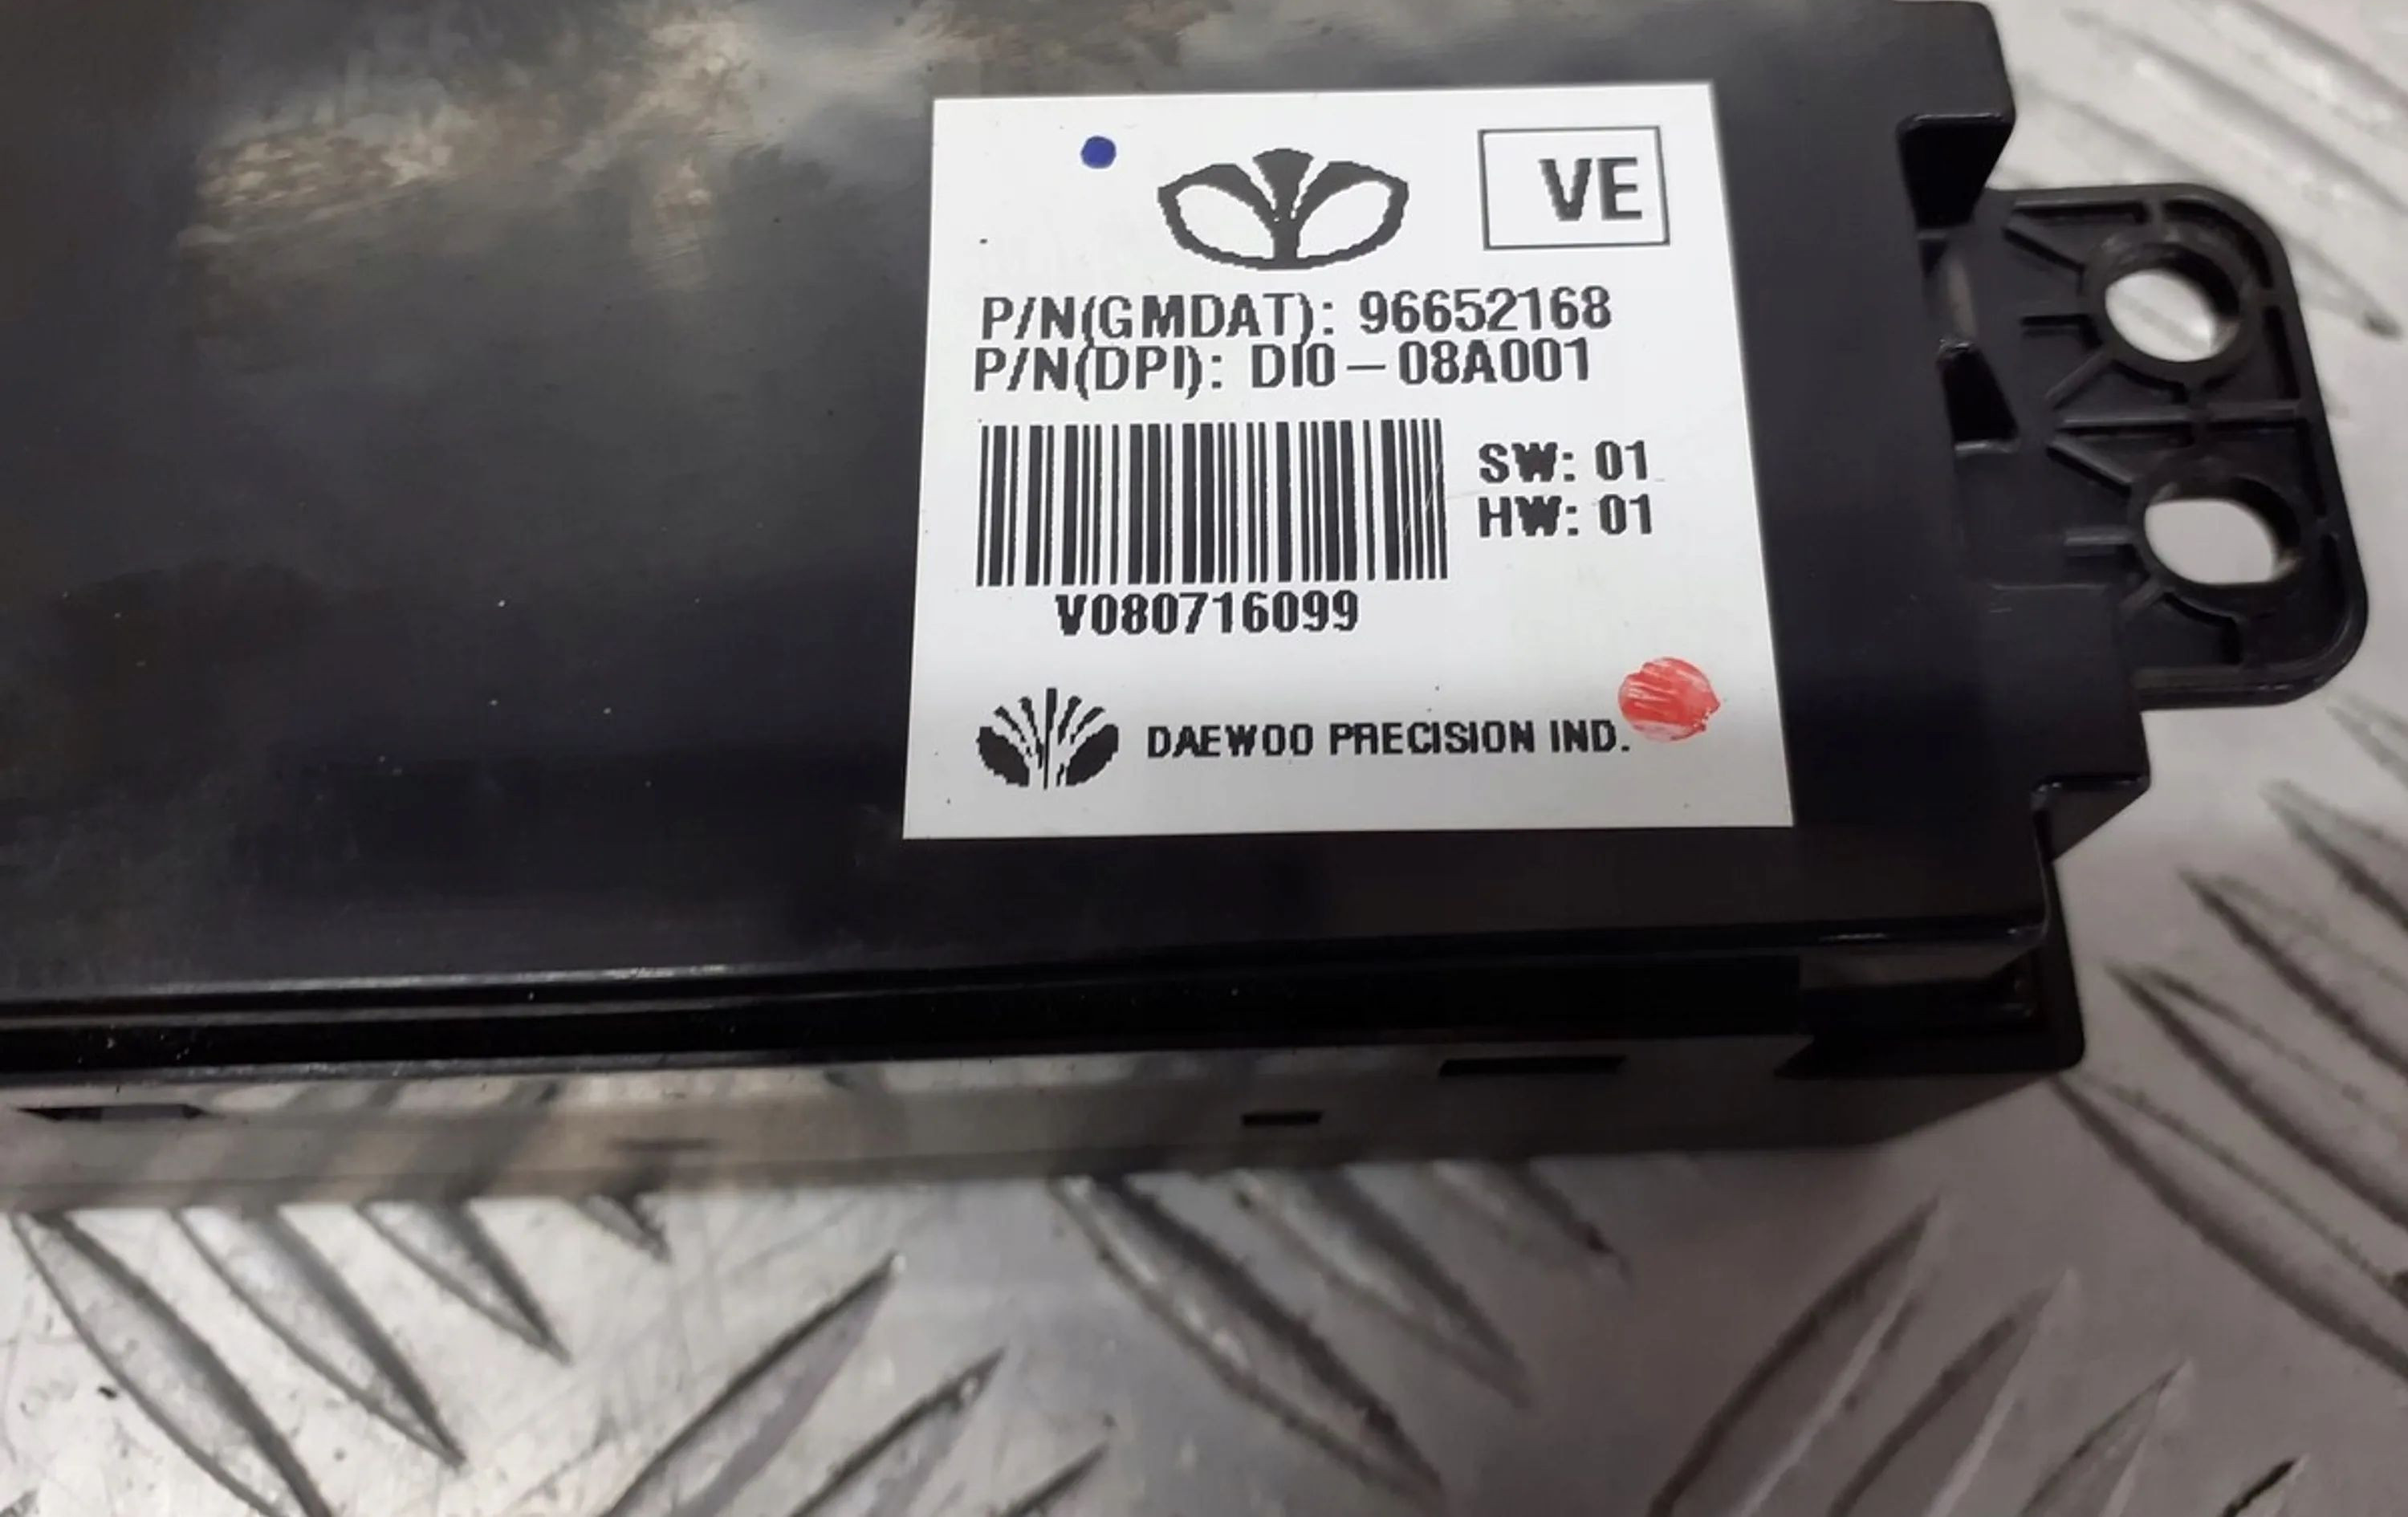 VE
P/N(GMDAT): 96652168
P/N(DPI): DI0-08A001
SW: 01
HW: 01
V080716099
DAEWOO PRECISION IND.